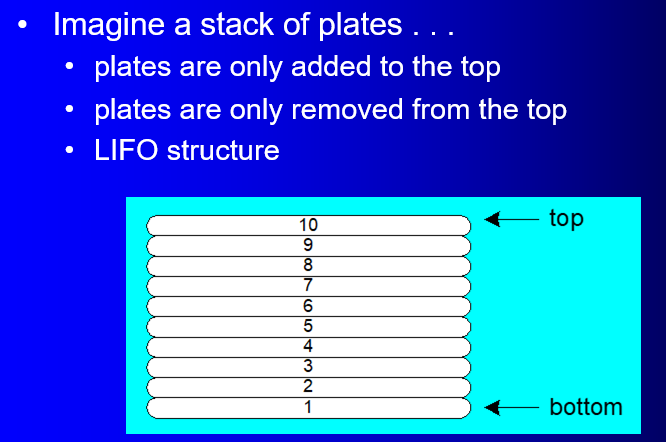 • Imagine a stack of plates . . .
• plates are only added to the top
• plates are only removed from the top
• LIFO structure
10 top
9
8
7
6
5
4
3
2
1 bottom